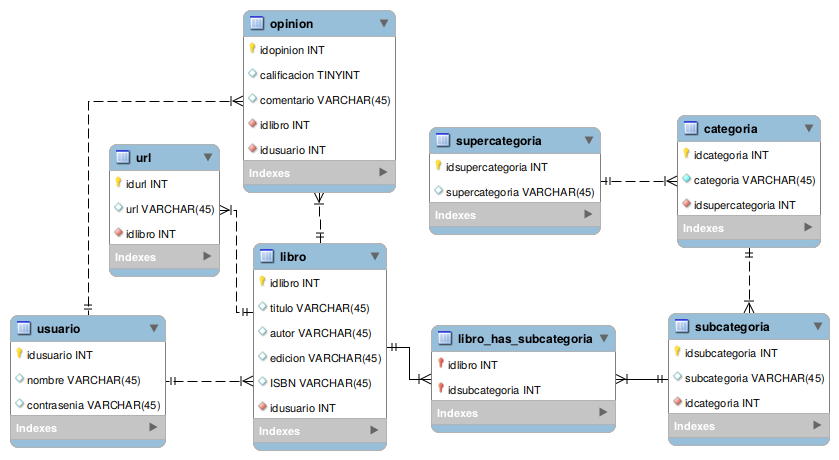 opinion
idopinion INT
calificacion TINYINT
comentario VARCHAR(45)
idlibro INT
idusuario INT
Indexes
url
idurl INT
url VARCHAR(45)
idlibro INT
Indexes
supercategoria
idsupercategoria INT
supercategoria VARCHAR(45)
Indexes
categoria
idcategoria INT
categoria VARCHAR(45)
idsupercategoria INT
Indexes
libro
idlibro INT
titulo VARCHAR(45)
autor VARCHAR(45)
edicion VARCHAR(45)
ISBN VARCHAR(45)
idusuario INT
Indexes
usuario
idusuario INT
nombre VARCHAR(45)
contrasenia VARCHAR(45)
Indexes
libro_has_subcategoria
idlibro INT
idsubcategoria INT
Indexes
subcategoria
idsubcategoria INT
subcategoria VARCHAR(45)
idcategoria INT
Indexes